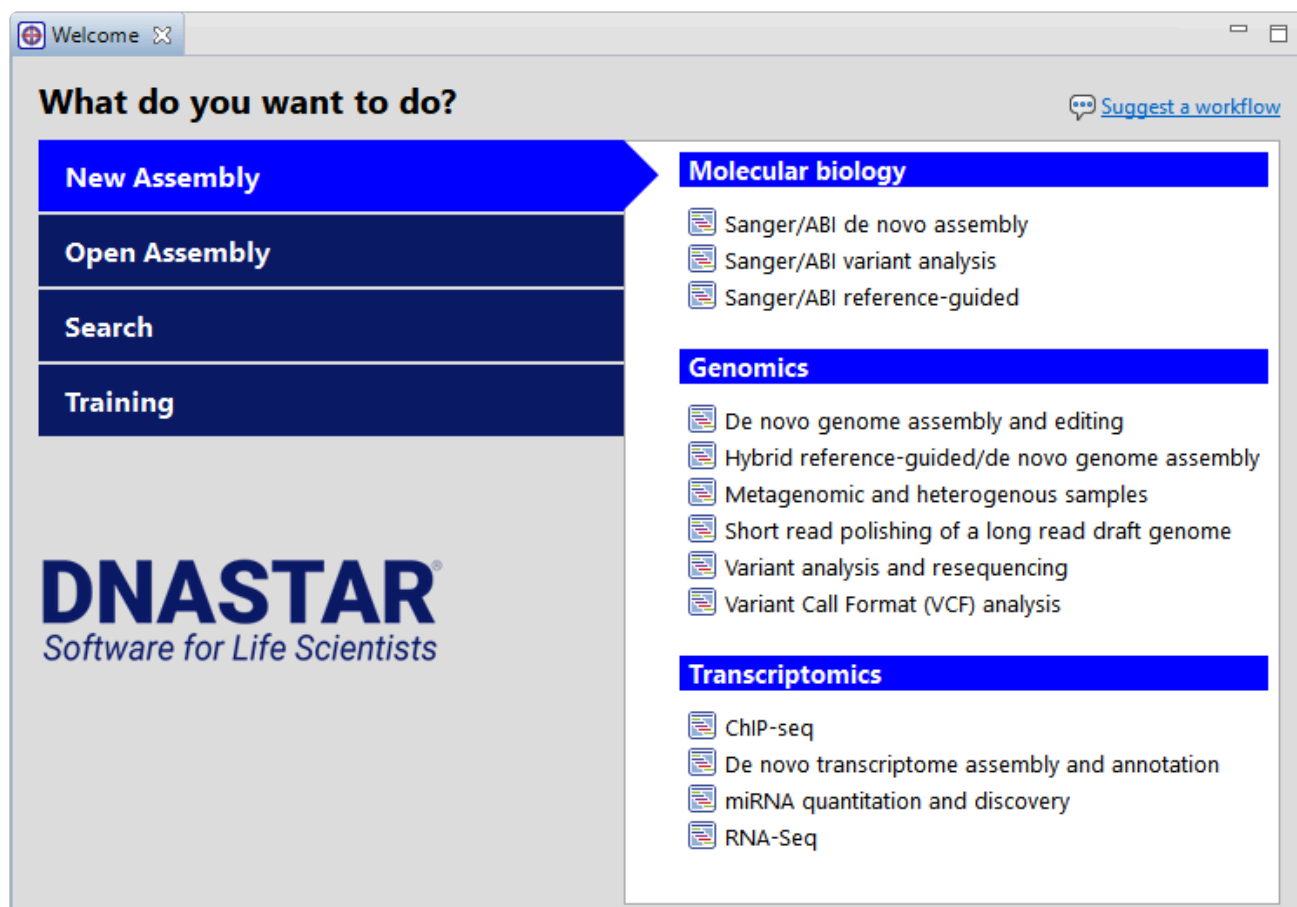 Welcome
What do you want to do?
Suggest a workflow
New Assembly
Open Assembly
Search
Training
DNASTAR®
Software for Life Scientists
Molecular biology
Sanger/ABI de novo assembly
Sanger/ABI variant analysis
Sanger/ABI reference-guided
Genomics
De novo genome assembly and editing
Hybrid reference-guided/de novo genome assembly
Metagenomic and heterogenous samples
Short read polishing of a long read draft genome
Variant analysis and resequencing
Variant Call Format (VCF) analysis
Transcriptomics
ChIP-seq
De novo transcriptome assembly and annotation
miRNA quantitation and discovery
RNA-Seq